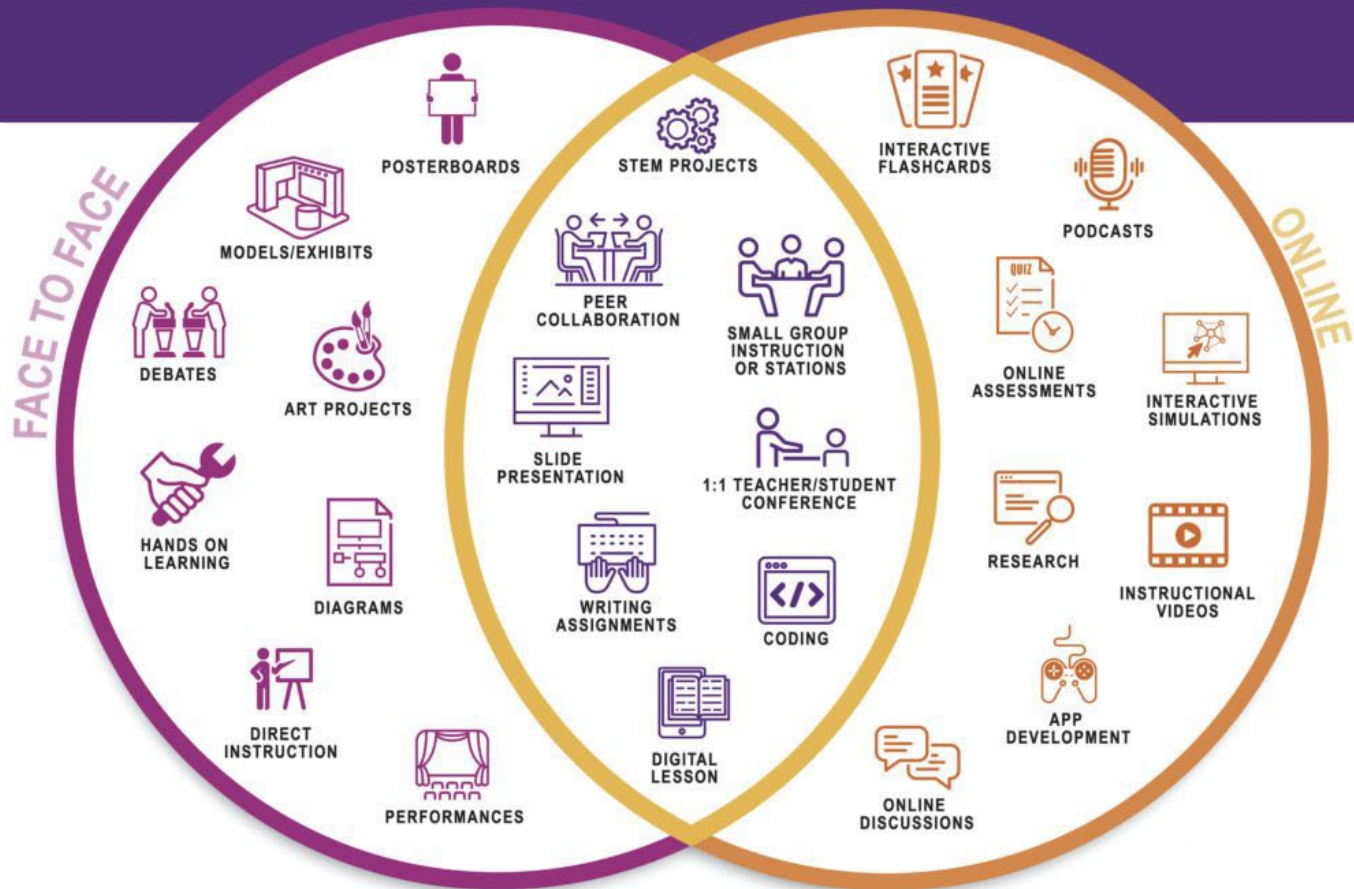 FACE TO FACE
POSTERBOARDS
MODELS/EXHIBITS
DEBATES
ART PROJECTS
HANDS ON
LEARNING
DIAGRAMS
DIRECT
INSTRUCTION
PERFORMANCES
STEM PROJECTS
PEER
COLLABORATION
SMALL GROUP
INSTRUCTION
OR STATIONS
SLIDE
PRESENTATION
1:1 TEACHER/STUDENT
CONFERENCE
WRITING
ASSIGNMENTS
</>
CODING
DIGITAL
LESSON
ONLINE
INTERACTIVE
FLASHCARDS
PODCASTS
QUIZ
ONLINE
ASSESSMENTS
INTERACTIVE
SIMULATIONS
RESEARCH
INSTRUCTIONAL
VIDEOS
APP
DEVELOPMENT
ONLINE
DISCUSSIONS